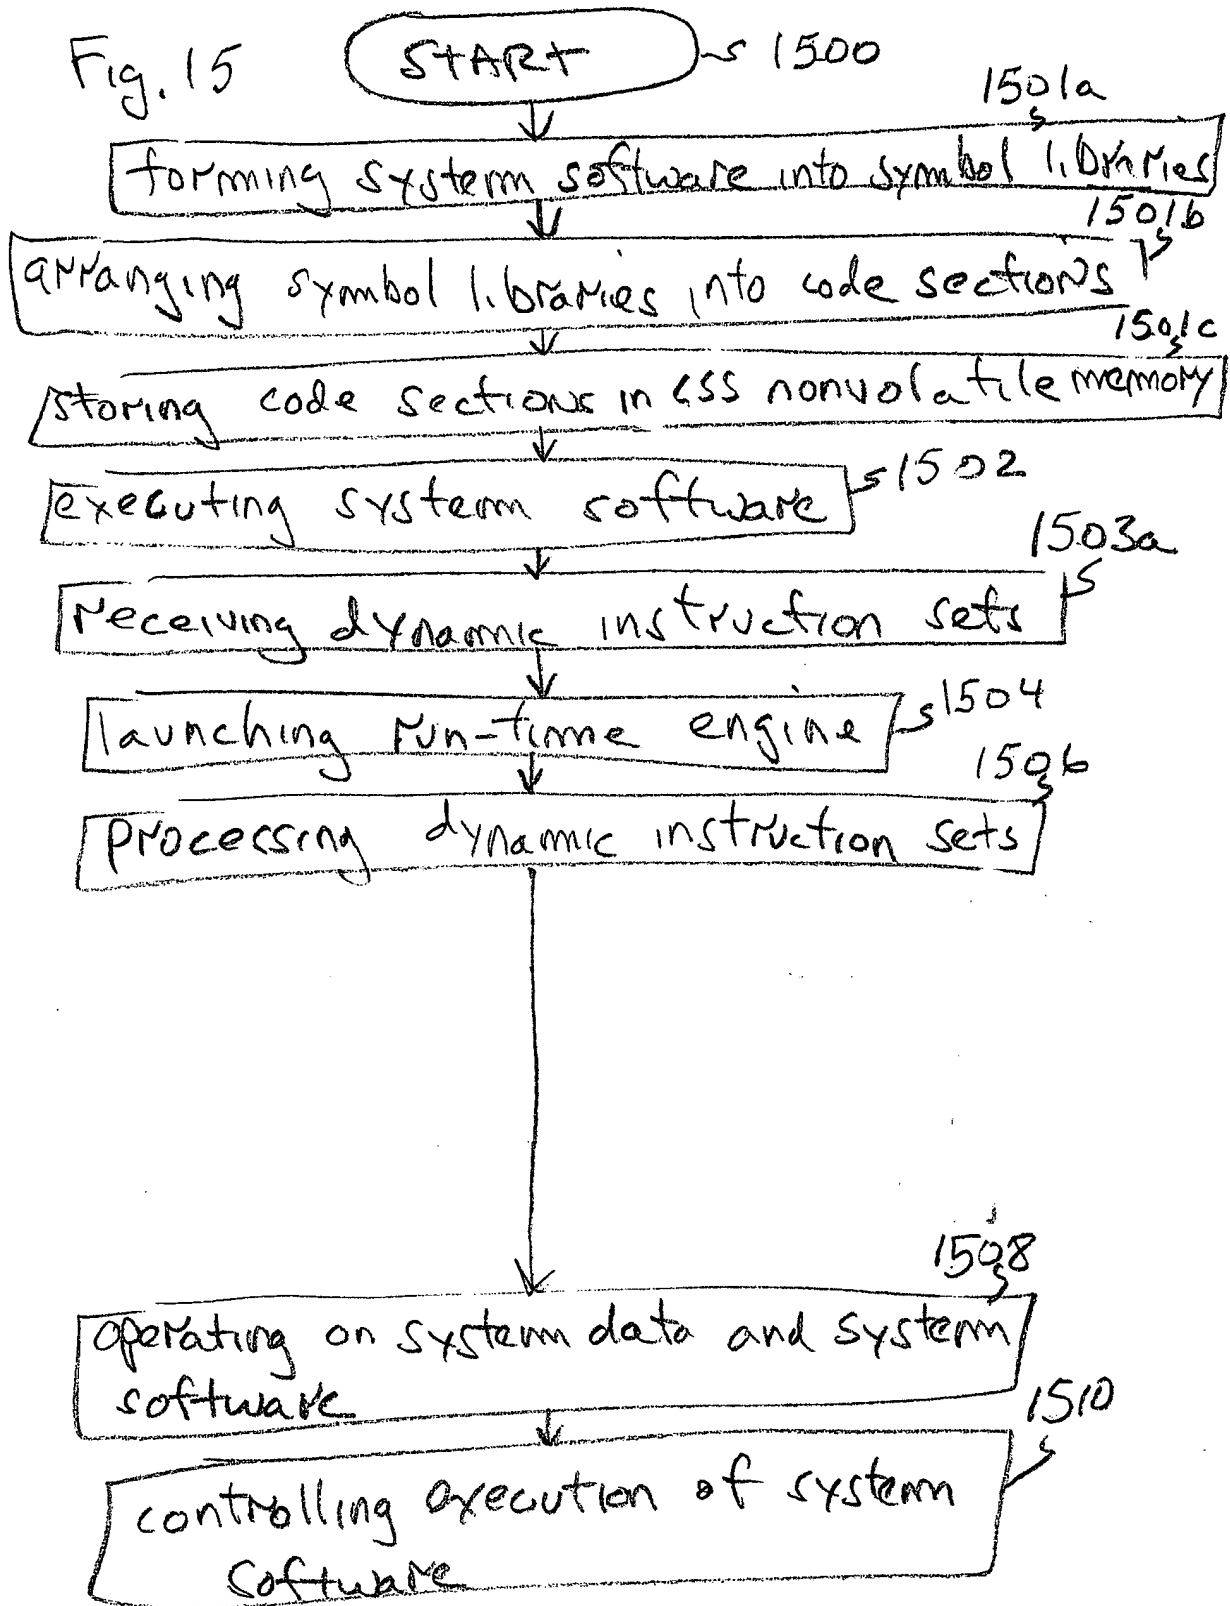 Fig. 15
START
1500
1501a
forming system software into symbol libraries
1501b
arranging symbol libraries into code sections
1501c
storing code sections in CSS nonvolatile memory
executing system software
1502
1503a
receiving dynamic instruction sets
launching run-time engine
1504
1506
processing dynamic instruction sets
1508
operating on system data and system
software
1510
controlling execution of system
software